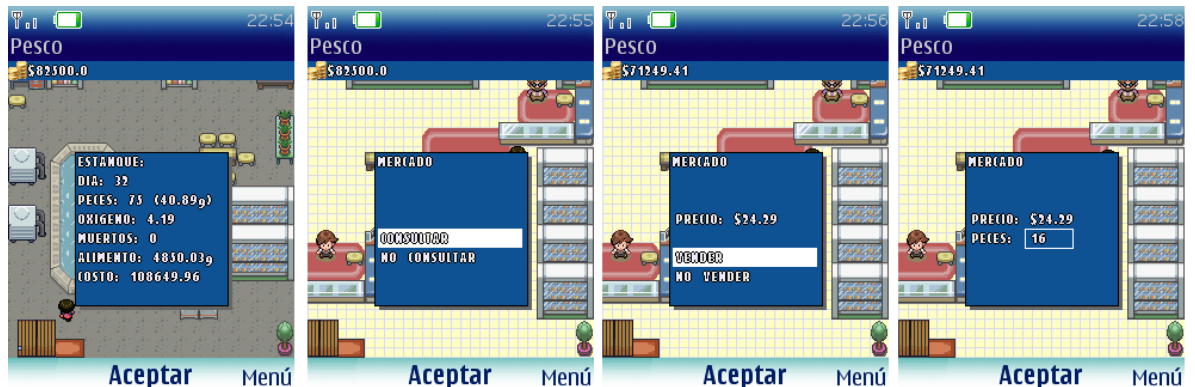 22:54
Pesco
$82500.0
ESTANQUE:
DIA: 32
PECES: 75 (40.89g)
OXIGENO: 4.19
MUERTOS: 0
ALIMENTO: 4830.03g
COSTO: 108649.96
Aceptar
Menú
22:55
Pesco
$82500.0
MERCADO
CONSULTAR
NO CONSULTAR
Aceptar
Menú
22:56
Pesco
$71249.41
MERCADO
PRECIO: $24.29
VENDER
NO VENDER
Aceptar
Menú
22:58
Pesco
$71249.41
MERCADO
PRECIO: $24.29
PECES: 16
Aceptar
Menú